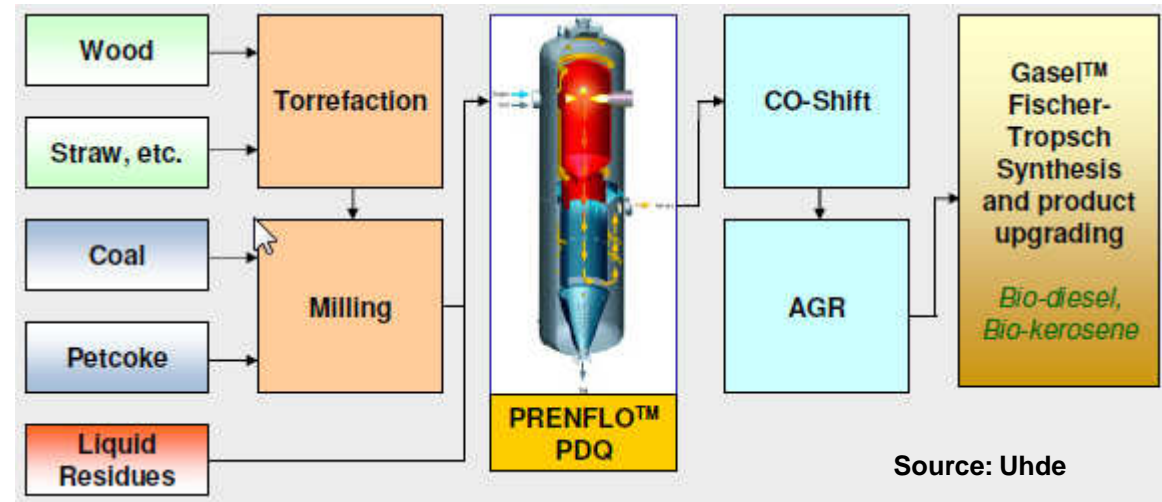 Wood
Straw, etc.
Coal
Petcoke
Liquid
Residues
Torrefaction
Milling
PRENFLO™
PDQ
CO-Shift
AGR
Gasel™
Fischer-
Tropsch
Synthesis
and product
upgrading
Bio-diesel,
Bio-kerosene
Source: Uhde